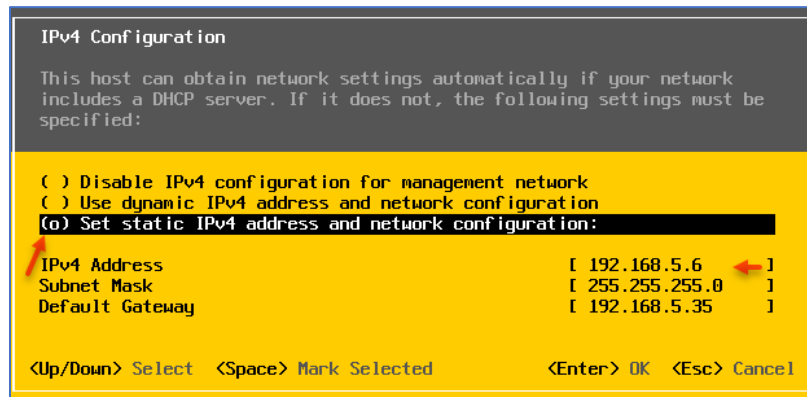 IPv4 Configuration
This host can obtain network settings automatically if your network
includes a DHCP server. If it does not, the following settings must be
specified:
( ) Disable IPv4 configuration for management network
( ) Use dynamic IPv4 address and network configuration
(o) Set static IPv4 address and network configuration:
IPv4 Address [ 192.168.5.6 ]
Subnet Mask [ 255.255.255.0 ]
Default Gateway [ 192.168.5.35 ]
<Up/Down> Select <Space> Mark Selected <Enter> OK <Esc> Cancel